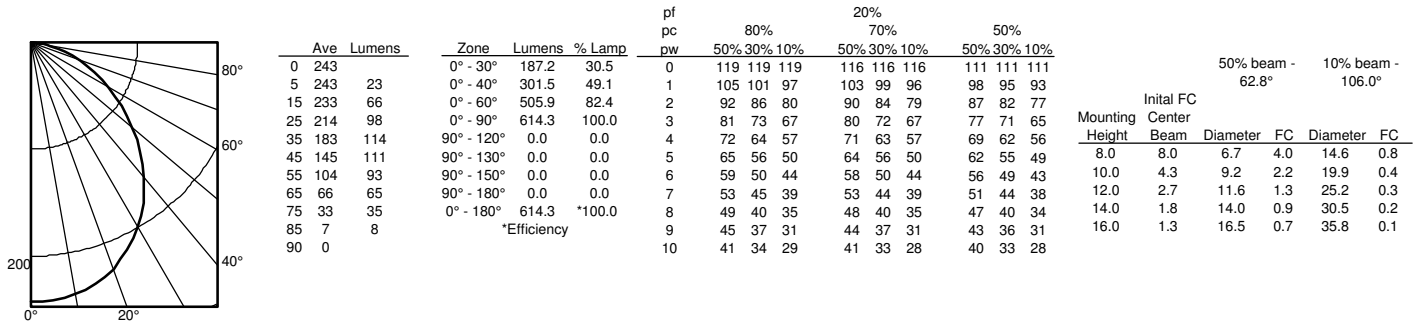 80°
60°
40°
200
0° 20°
Ave Lumens
0 243
5 243 23
15 233 66
25 214 98
35 183 114
45 145 111
55 104 93
65 66 65
75 33 35
85 7 8
90 0
Zone Lumens % Lamp
0° - 30° 187.2 30.5
0° - 40° 301.5 49.1
0° - 60° 505.9 82.4
0° - 90° 614.3 100.0
90° - 120° 0.0 0.0
90° - 130° 0.0 0.0
90° - 150° 0.0 0.0
90° - 180° 0.0 0.0
0° - 180° 614.3 *100.0
*Efficiency
pf 20%
pc 80% 70% 50%
pw 50% 30% 10% 50% 30% 10% 50% 30% 10%
0 119 119 119 116 116 116 111 111 111
1 105 101 97 103 99 96 98 95 93
2 92 86 80 90 84 79 87 82 77
3 81 73 67 80 72 67 77 71 65
4 72 64 57 71 63 57 69 62 56
5 65 56 50 64 56 50 62 55 49
6 59 50 44 58 50 44 56 49 43
7 53 45 39 53 44 39 51 44 38
8 49 40 35 48 40 35 47 40 34
9 45 37 31 44 37 31 43 36 31
10 41 34 29 41 33 28 40 33 28
50% beam - 10% beam -
62.8° 106.0°
Inital FC
Mounting Center
Height Beam Diameter FC Diameter FC
8.0 8.0 6.7 4.0 14.6 0.8
10.0 4.3 9.2 2.2 19.9 0.4
12.0 2.7 11.6 1.3 25.2 0.3
14.0 1.8 14.0 0.9 30.5 0.2
16.0 1.3 16.5 0.7 35.8 0.1